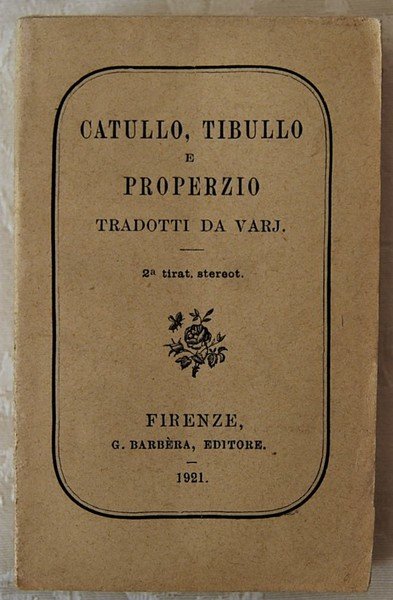 CATULLO, TIBULLO
E
PROPERZIO
TRADOTTI DA VARJ.
2ª tirat. stereot.
FIRENZE,
G. BARBÈRA, EDITORE.
1921.